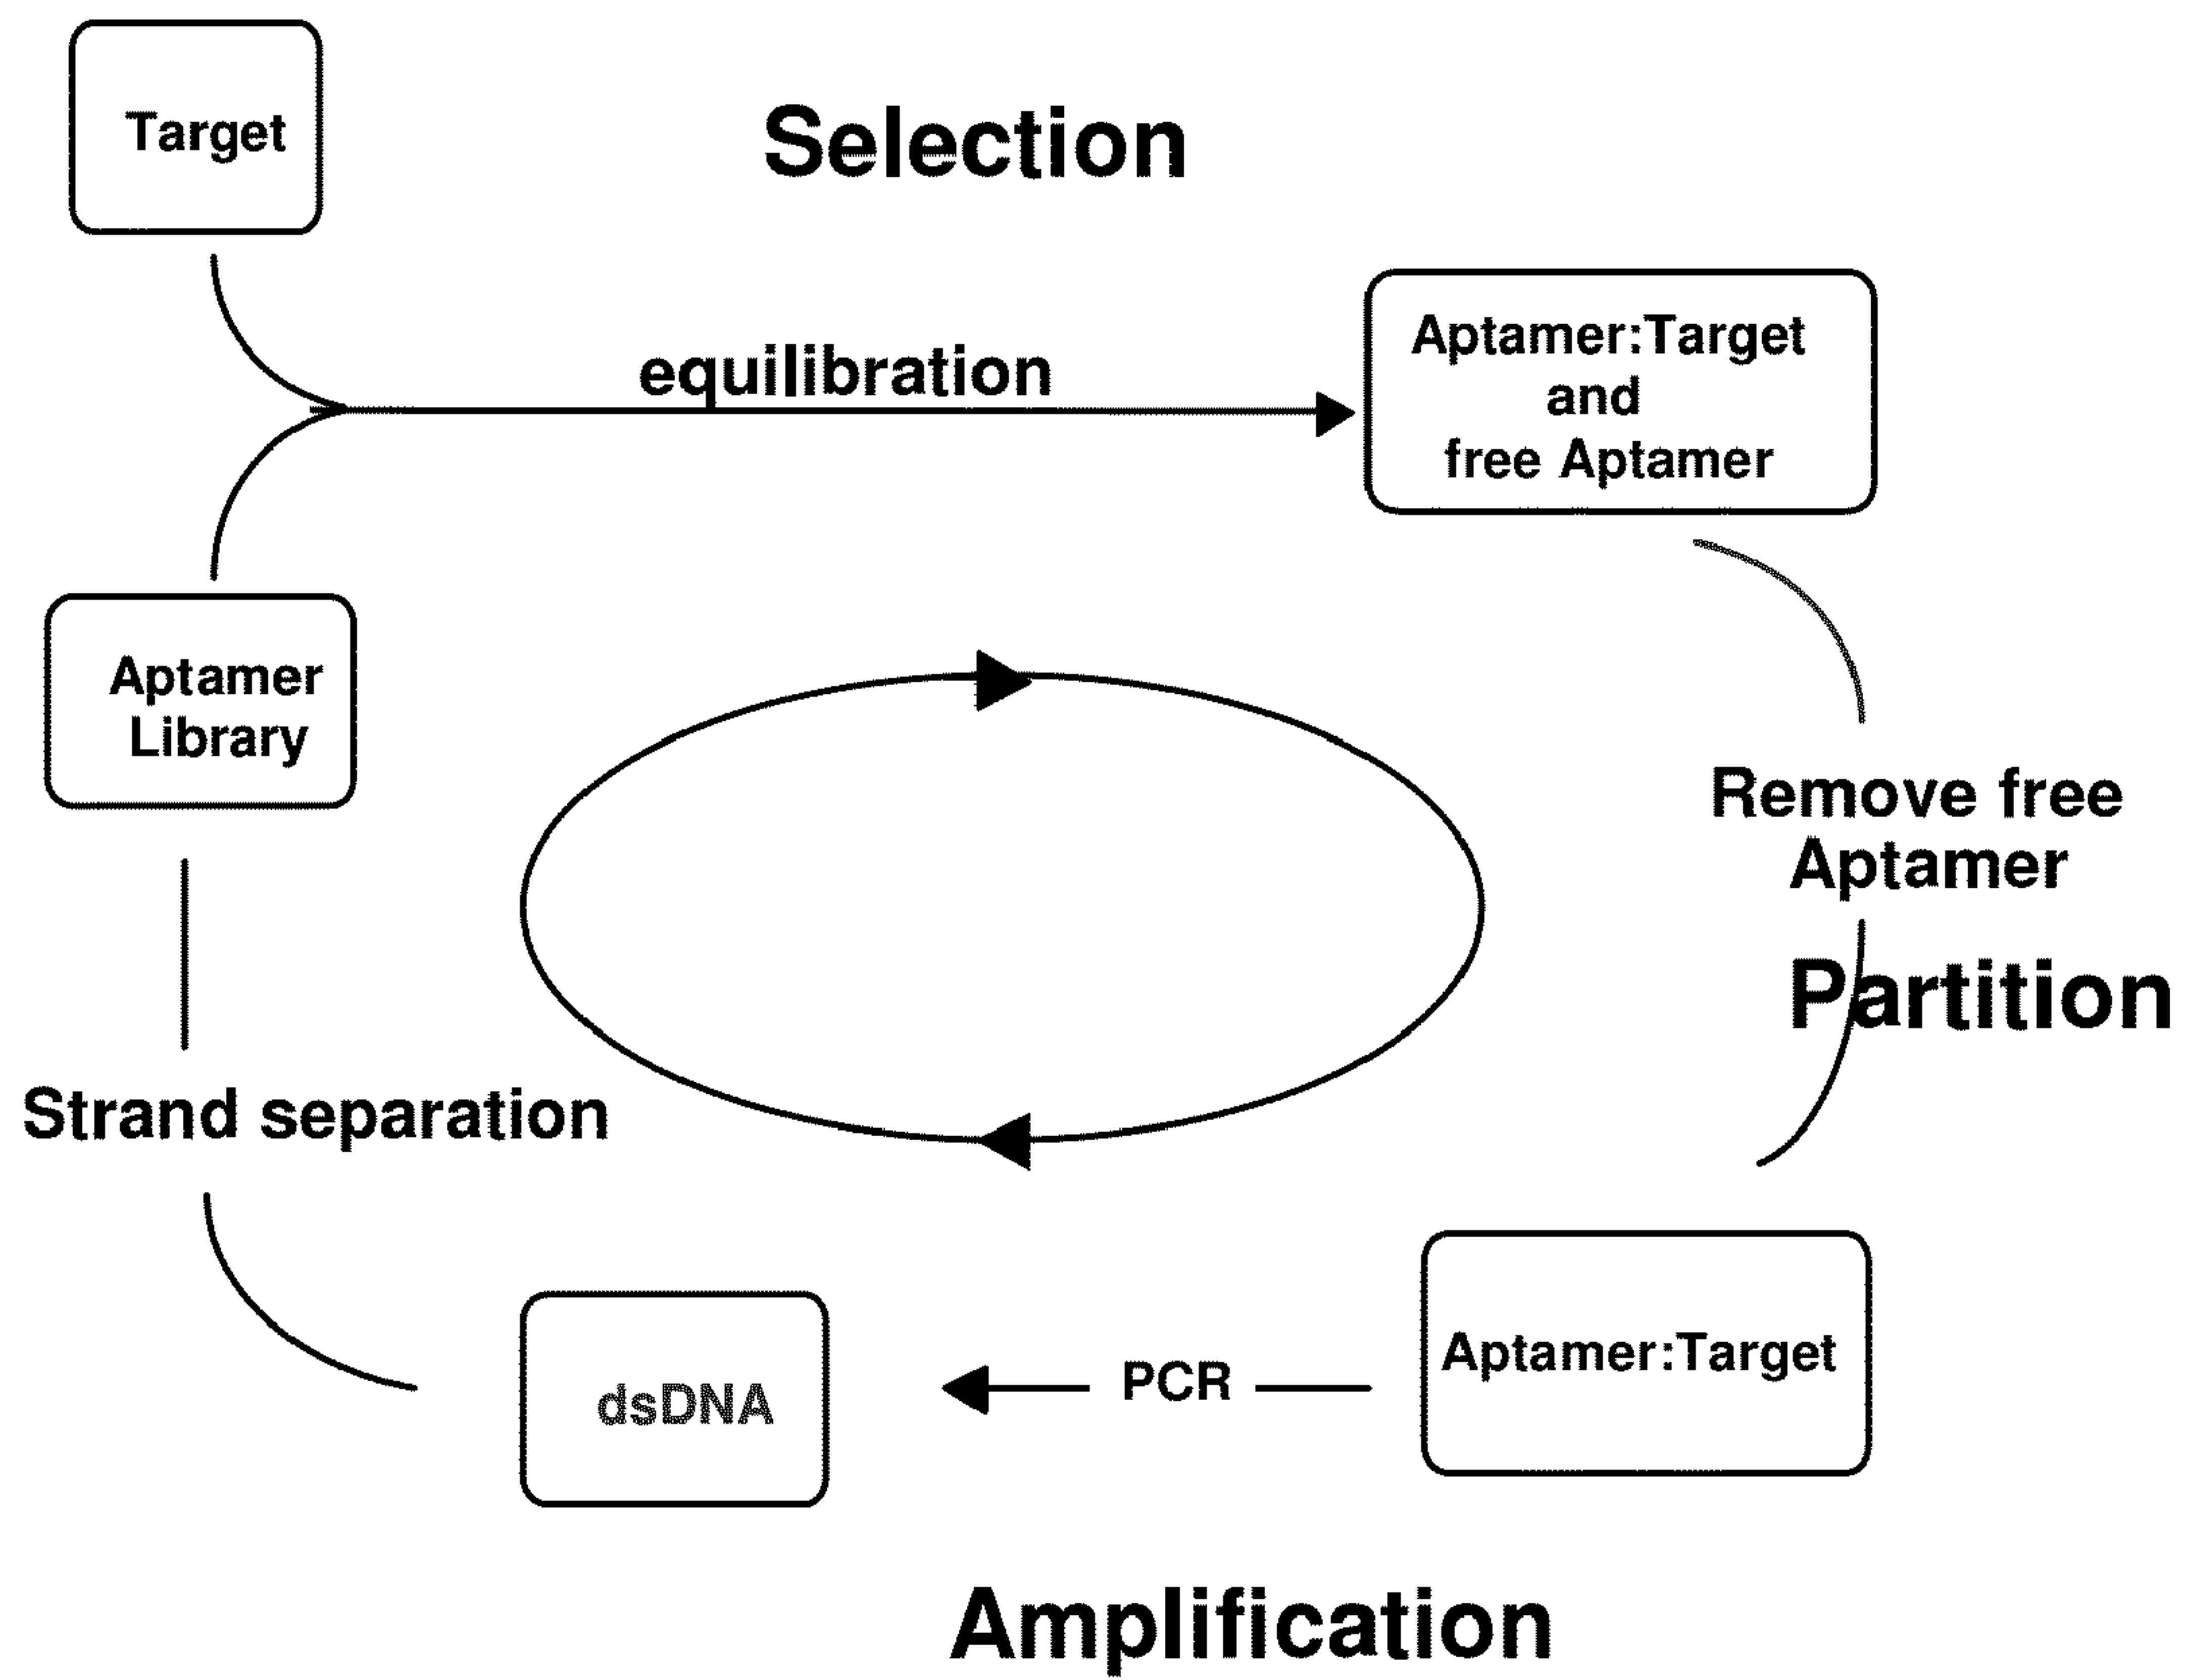 Target
Selection
equilibration
Aptamer:Target
and
free Aptamer
Aptamer
Library
Remove free
Aptamer
Partition
Strand separation
Aptamer:Target
PCR
dsDNA
Amplification